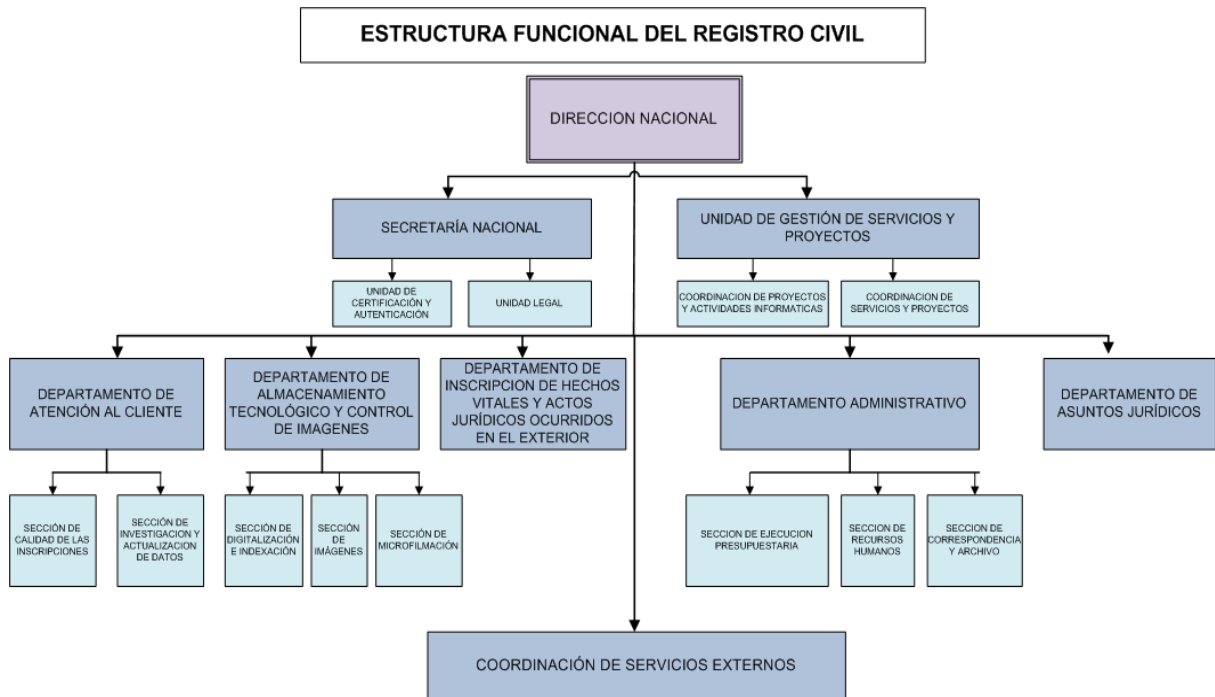 ESTRUCTURA FUNCIONAL DEL REGISTRO CIVIL
DIRECCION NACIONAL
SECRETARÍA NACIONAL
UNIDAD DE GESTIÓN DE SERVICIOS Y
PROYECTOS
UNIDAD DE
CERTIFICACIÓN Y
AUTENTICACIÓN
UNIDAD LEGAL
COORDINACION DE PROYECTOS
Y ACTIVIDADES INFORMATICAS
COORDINACION DE
SERVICIOS Y PROYECTOS
DEPARTAMENTO DE
ATENCIÓN AL CLIENTE
DEPARTAMENTO DE
ALMACENAMIENTO
TECNOLÓGICO Y CONTROL
DE IMAGENES
DEPARTAMENTO DE
INSCRIPCION DE HECHOS
VITALES Y ACTOS
JURÍDICOS OCURRIDOS
EN EL EXTERIOR
DEPARTAMENTO ADMINISTRATIVO
DEPARTAMENTO DE
ASUNTOS JURÍDICOS
SECCIÓN DE
CALIDAD DE LAS
INSCRIPCIONES
SECCIÓN DE
INVESTIGACION Y
ACTUALIZACION
DE DATOS
SECCIÓN DE
DIGITALIZACIÓN
E INDEXACIÓN
SECCIÓN
DE
IMÁGENES
SECCIÓN DE
MICROFILMACIÓN
SECCION DE EJECUCION
PRESUPUESTARIA
SECCION DE
RECURSOS
HUMANOS
SECCION DE
CORRESPONDENCIA
Y ARCHIVO
COORDINACIÓN DE SERVICIOS EXTERNOS